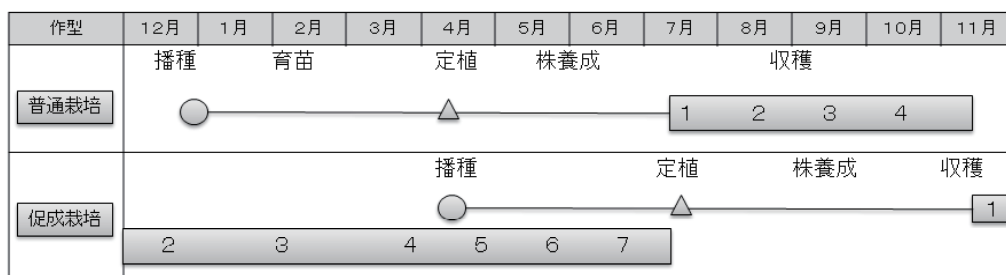 作型 12月 1月 2月 3月 4月 5月 6月 7月 8月 9月 10月 11月
播種 育苗 定植 株養成 収穫
普通栽培 1 2 3 4
播種 定植 株養成 収穫
促成栽培 1
2 3 4 5 6 7